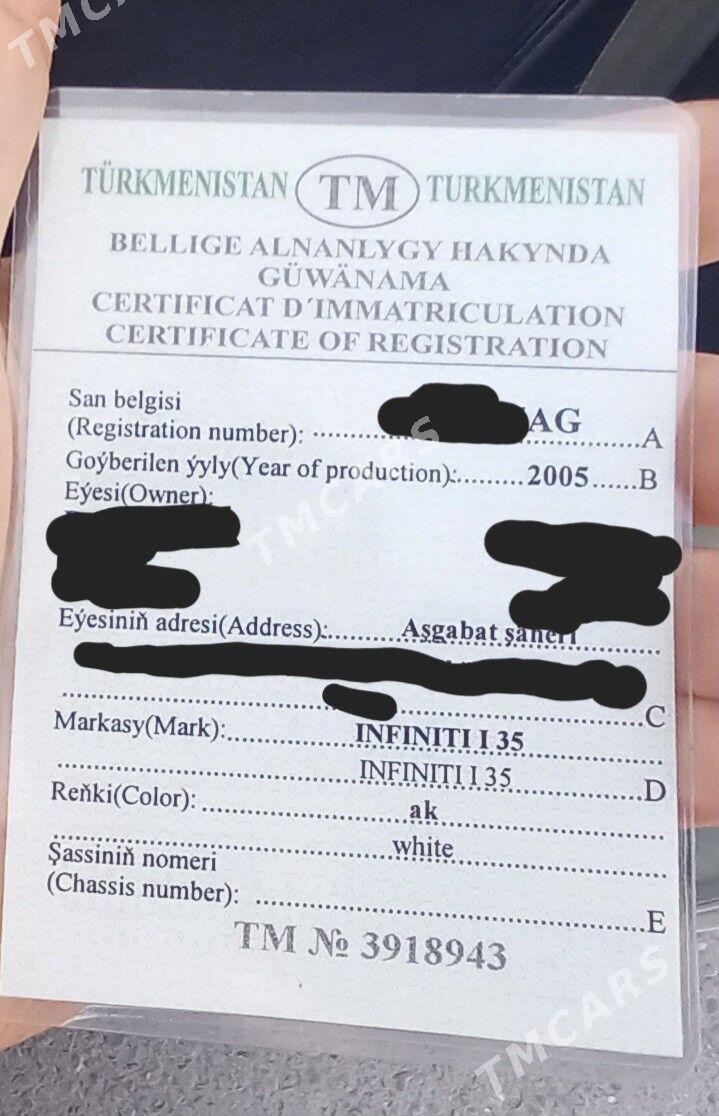 TÜRKMENISTAN TM TURKMENISTAN
BELLIGE ALNANLYGY HAKYNDA
GÜWÄNAMA
CERTIFICAT D´IMMATRICULATION
CERTIFICATE OF REGISTRATION
San belgisi
(Registration number): AG A
Goýberilen ýyly(Year of production): 2005 B
Eýesi(Owner):
Eýesiniň adresi(Address): Aşgabat şäheri
C
Markasy(Mark): INFINITI I 35
INFINITI I 35 D
Reňki(Color): ak
white
Şassiniň nomeri
(Chassis number): E
TM № 3918943
TMCARS
TMCARS
TMCARS